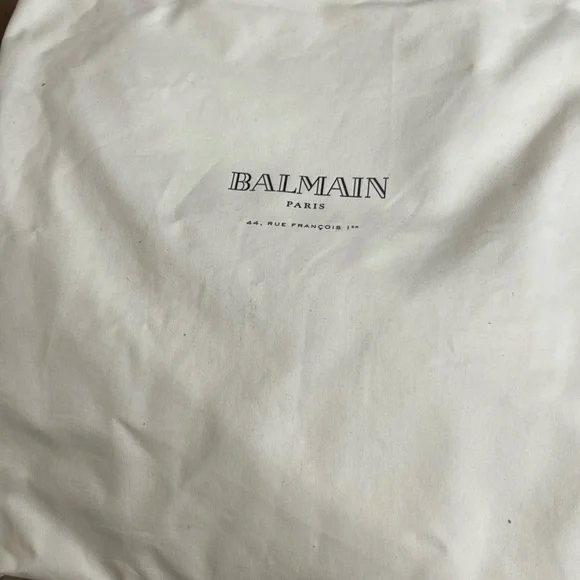 BALMAIN
PARIS
44, RUE FRANÇOIS 1ER